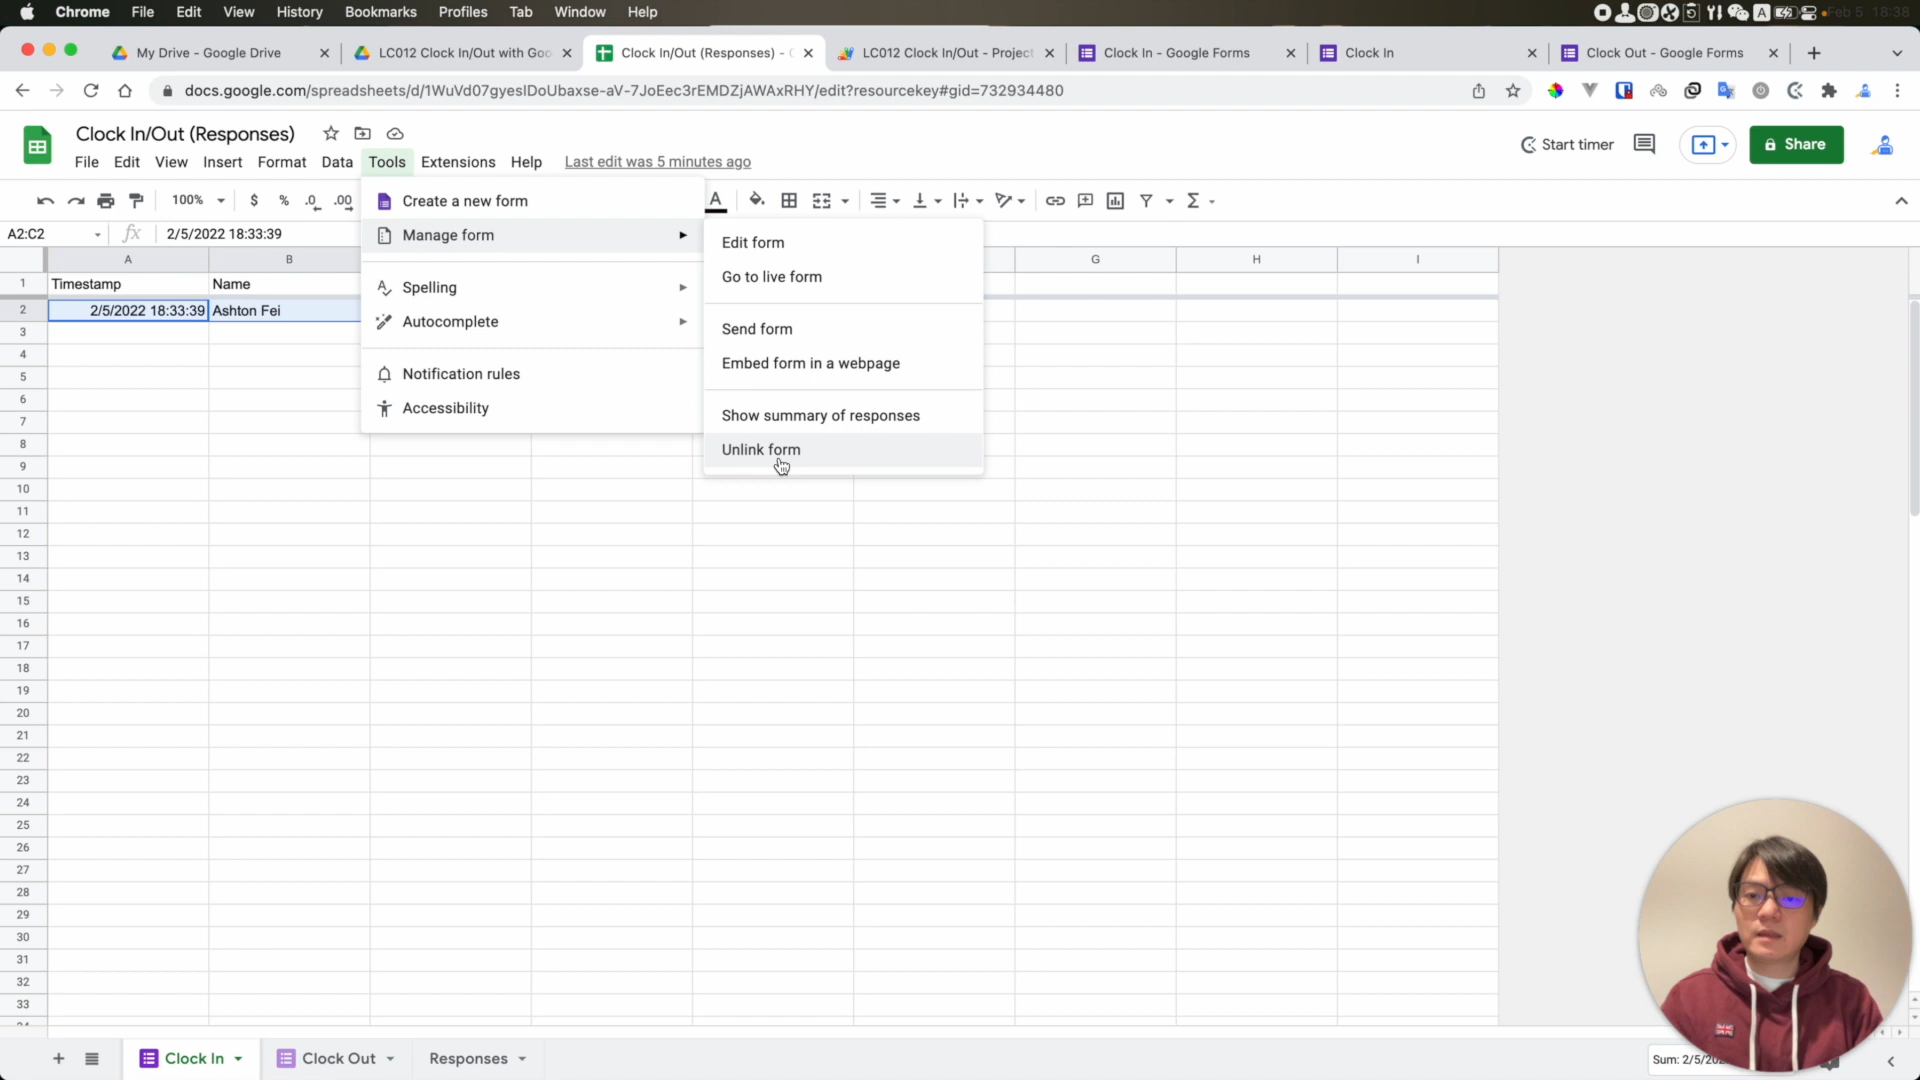 Chrome File Edit View History Bookmarks Profiles Tab Window Help A Feb 5 18:38
My Drive - Google Drive LC012 Clock In/Out with Goo Clock In/Out (Responses) - LC012 Clock In/Out - Project Clock In - Google Forms Clock In Clock Out - Google Forms
docs.google.com/spreadsheets/d/1WuVd07gyesIDoUbaxse-aV-7JoEec3rEMDZjAWAxRHY/edit?resourcekey#gid=732934480
Clock In/Out (Responses)
Start timer Share
File Edit View Insert Format Data Tools Extensions Help Last edit was 5 minutes ago
100% $ % .0 .00 A
Create a new form
A2:C2 fx 2/5/2022 18:33:39
Manage form
Edit form
A B G H I
Go to live form
1 Timestamp Name
Spelling
2 2/5/2022 18:33:39 Ashton Fei
Autocomplete
Send form
3
4
Embed form in a webpage
Notification rules
5
6
Accessibility
Show summary of responses
7
8
Unlink form
9
10
11
12
13
14
15
16
17
18
19
20
21
22
23
24
25
26
27
28
29
30
31
32
33
Clock In Clock Out Responses
Sum: 2/5/20